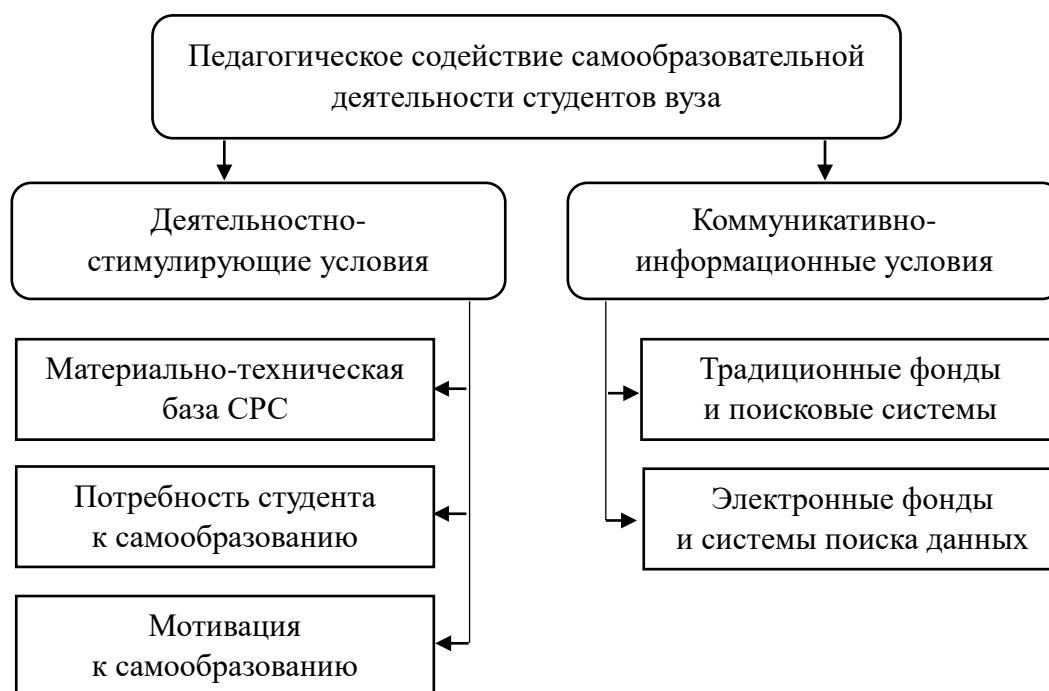 Педагогическое содействие самообразовательной
деятельности студентов вуза
Деятельностно-
стимулирующие условия
Коммуникативно-
информационные условия
Материально-техническая
база СРС
Традиционные фонды
и поисковые системы
Потребность студента
к самообразованию
Электронные фонды
и системы поиска данных
Мотивация
к самообразованию